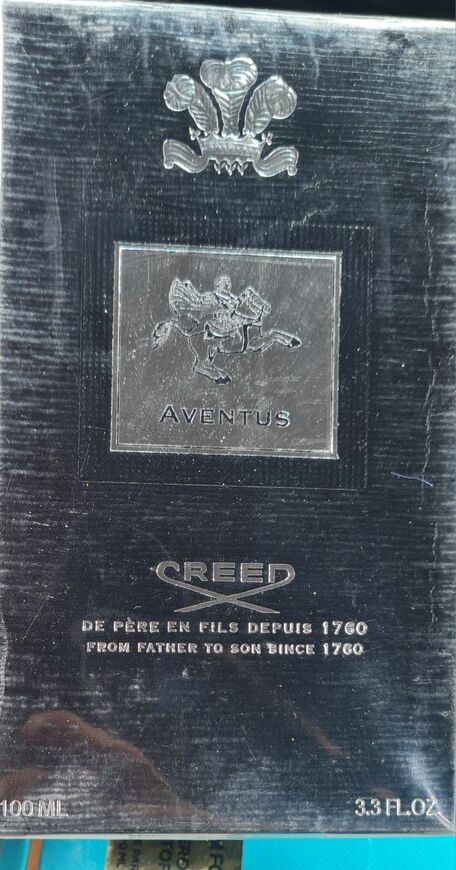 AVENTUS
CREED
DE PÈRE EN FILS DEPUIS 1760
FROM FATHER TO SON SINCE 1760
100 ML 3.3 FL.OZ